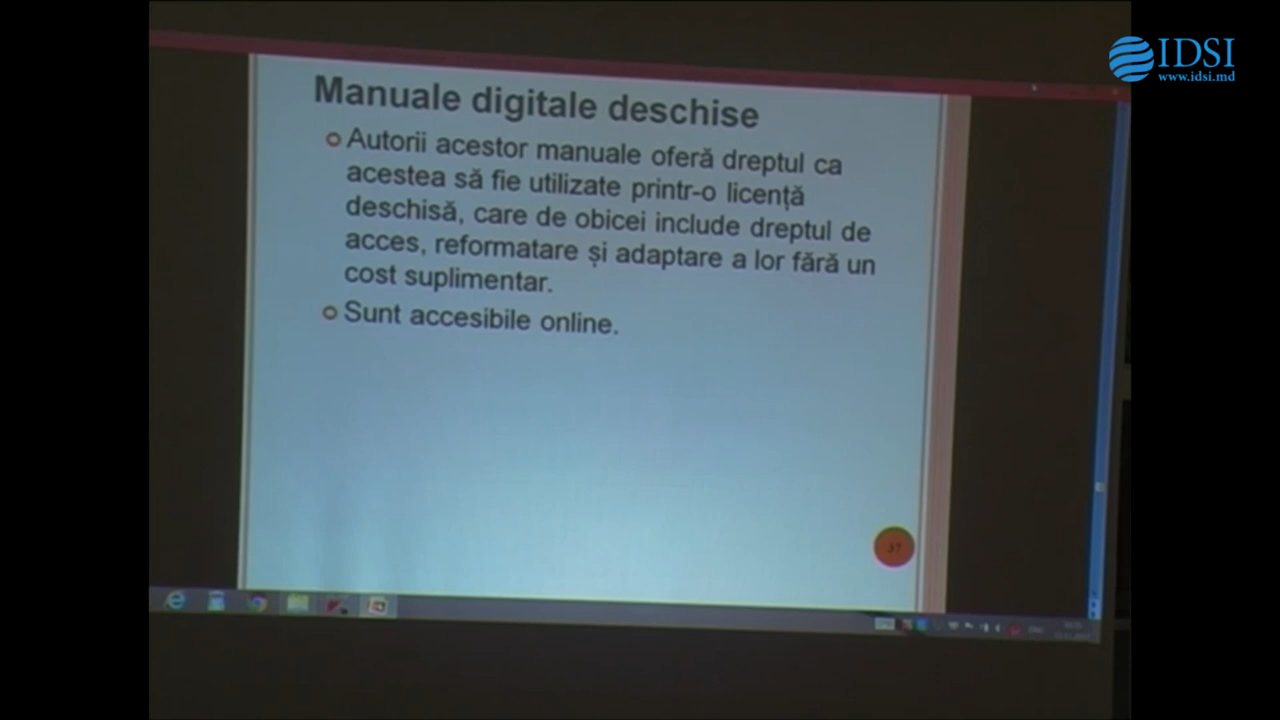 IDSI
www.idsi.md
Manuale digitale deschise
Autorii acestor manuale oferă dreptul ca
acestea să fie utilizate printr-o licență
deschisă, care de obicei include dreptul de
acces, reformatare și adaptare a lor fără un
cost suplimentar.
Sunt accesibile online.
37